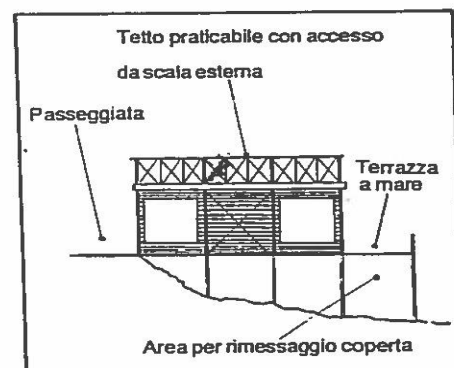 Tetto praticabile con accesso
da scala esterna
Passeggiata
Terrazza
a mare
Area per rimessaggio coperta